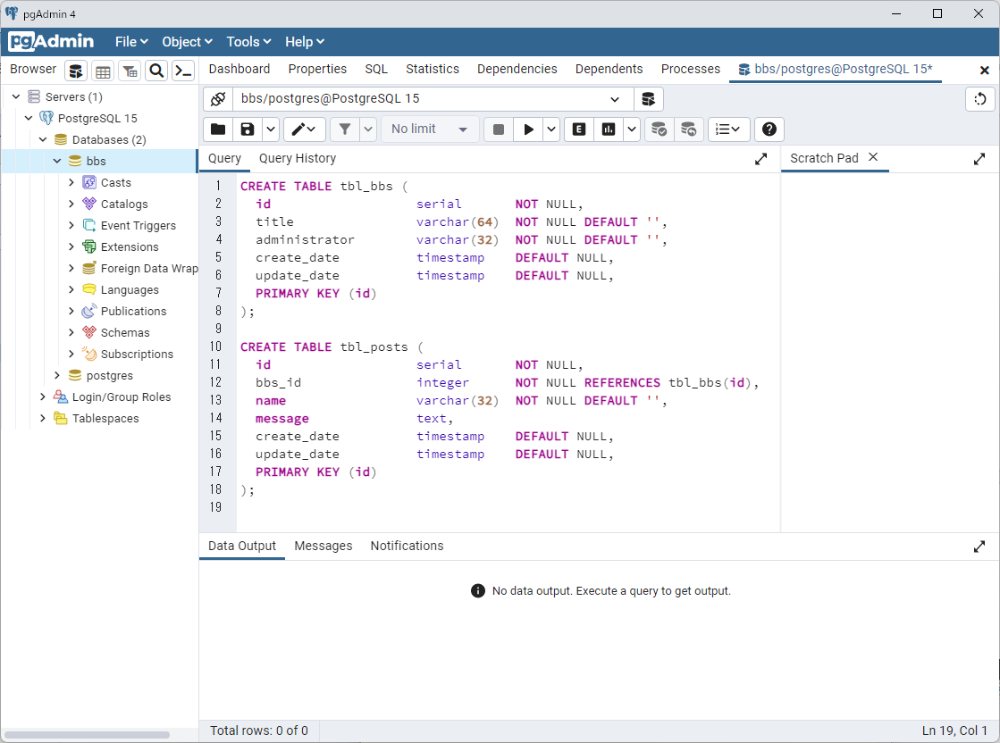 pgAdmin 4
pgAdmin File Object Tools Help
Browser Dashboard Properties SQL Statistics Dependencies Dependents Processes bbs/postgres@PostgreSQL 15*
Servers (1)
PostgreSQL 15
Databases (2)
bbs
Casts
Catalogs
Event Triggers
Extensions
Foreign Data Wrap
Languages
Publications
Schemas
Subscriptions
postgres
Login/Group Roles
Tablespaces
bbs/postgres@PostgreSQL 15
No limit E
Query Query History Scratch Pad
1 CREATE TABLE tbl_bbs (
2 id serial NOT NULL,
3 title varchar(64) NOT NULL DEFAULT '',
4 administrator varchar(32) NOT NULL DEFAULT '',
5 create_date timestamp DEFAULT NULL,
6 update_date timestamp DEFAULT NULL,
7 PRIMARY KEY (id)
8 );
9
10 CREATE TABLE tbl_posts (
11 id serial NOT NULL,
12 bbs_id integer NOT NULL REFERENCES tbl_bbs(id),
13 name varchar(32) NOT NULL DEFAULT '',
14 message text,
15 create_date timestamp DEFAULT NULL,
16 update_date timestamp DEFAULT NULL,
17 PRIMARY KEY (id)
18 );
19
Data Output Messages Notifications
No data output. Execute a query to get output.
Total rows: 0 of 0 Ln 19, Col 1